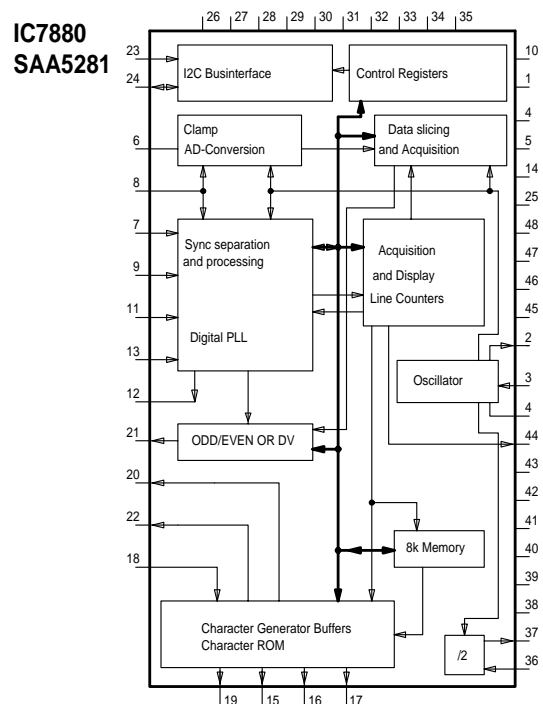 IC7880
SAA5281
26
27
28
29
30
31
32
33
34
35
23
24
I2C Businterface
Control Registers
10
1
Clamp
AD-Conversion
Data slicing
and Acquisition
6
8
4
5
14
25
7
9
11
13
12
Sync separation
and processing
Digital PLL
Acquisition
and Display
Line Counters
48
47
46
45
2
Oscillator
3
4
21
ODD/EVEN OR DV
44
43
20
22
18
42
41
8k Memory
40
39
38
Character Generator Buffers
Character ROM
/2
37
36
19
15
16
17